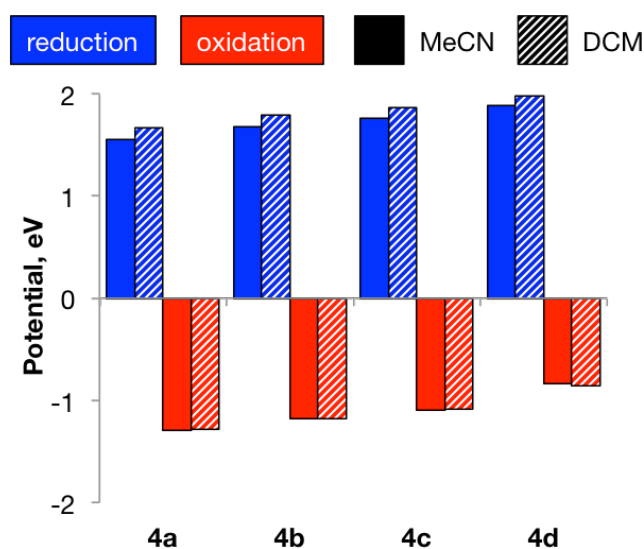 reduction oxidation MeCN DCM
Potential, eV
2
1
0
-1
-2
4a 4b 4c 4d